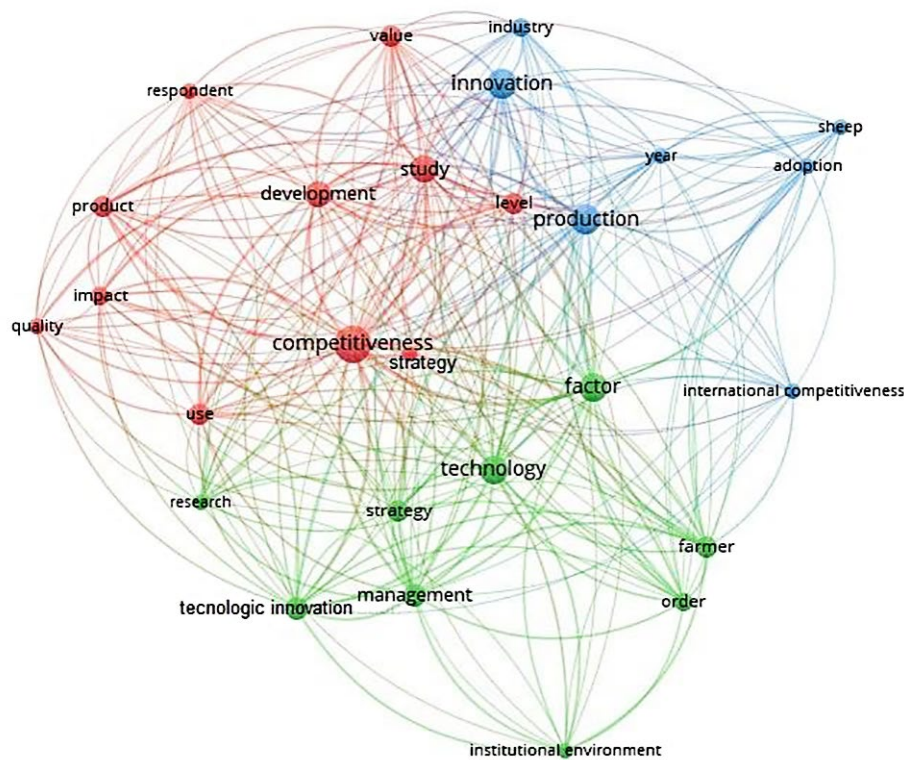 industry
value
innovation
respondent
sheep
year
adoption
study
development
level
product
production
impact
quality
competitiveness
strategy
factor
international competitiveness
use
technology
research
strategy
farmer
management
order
tecnologic innovation
institutional environment